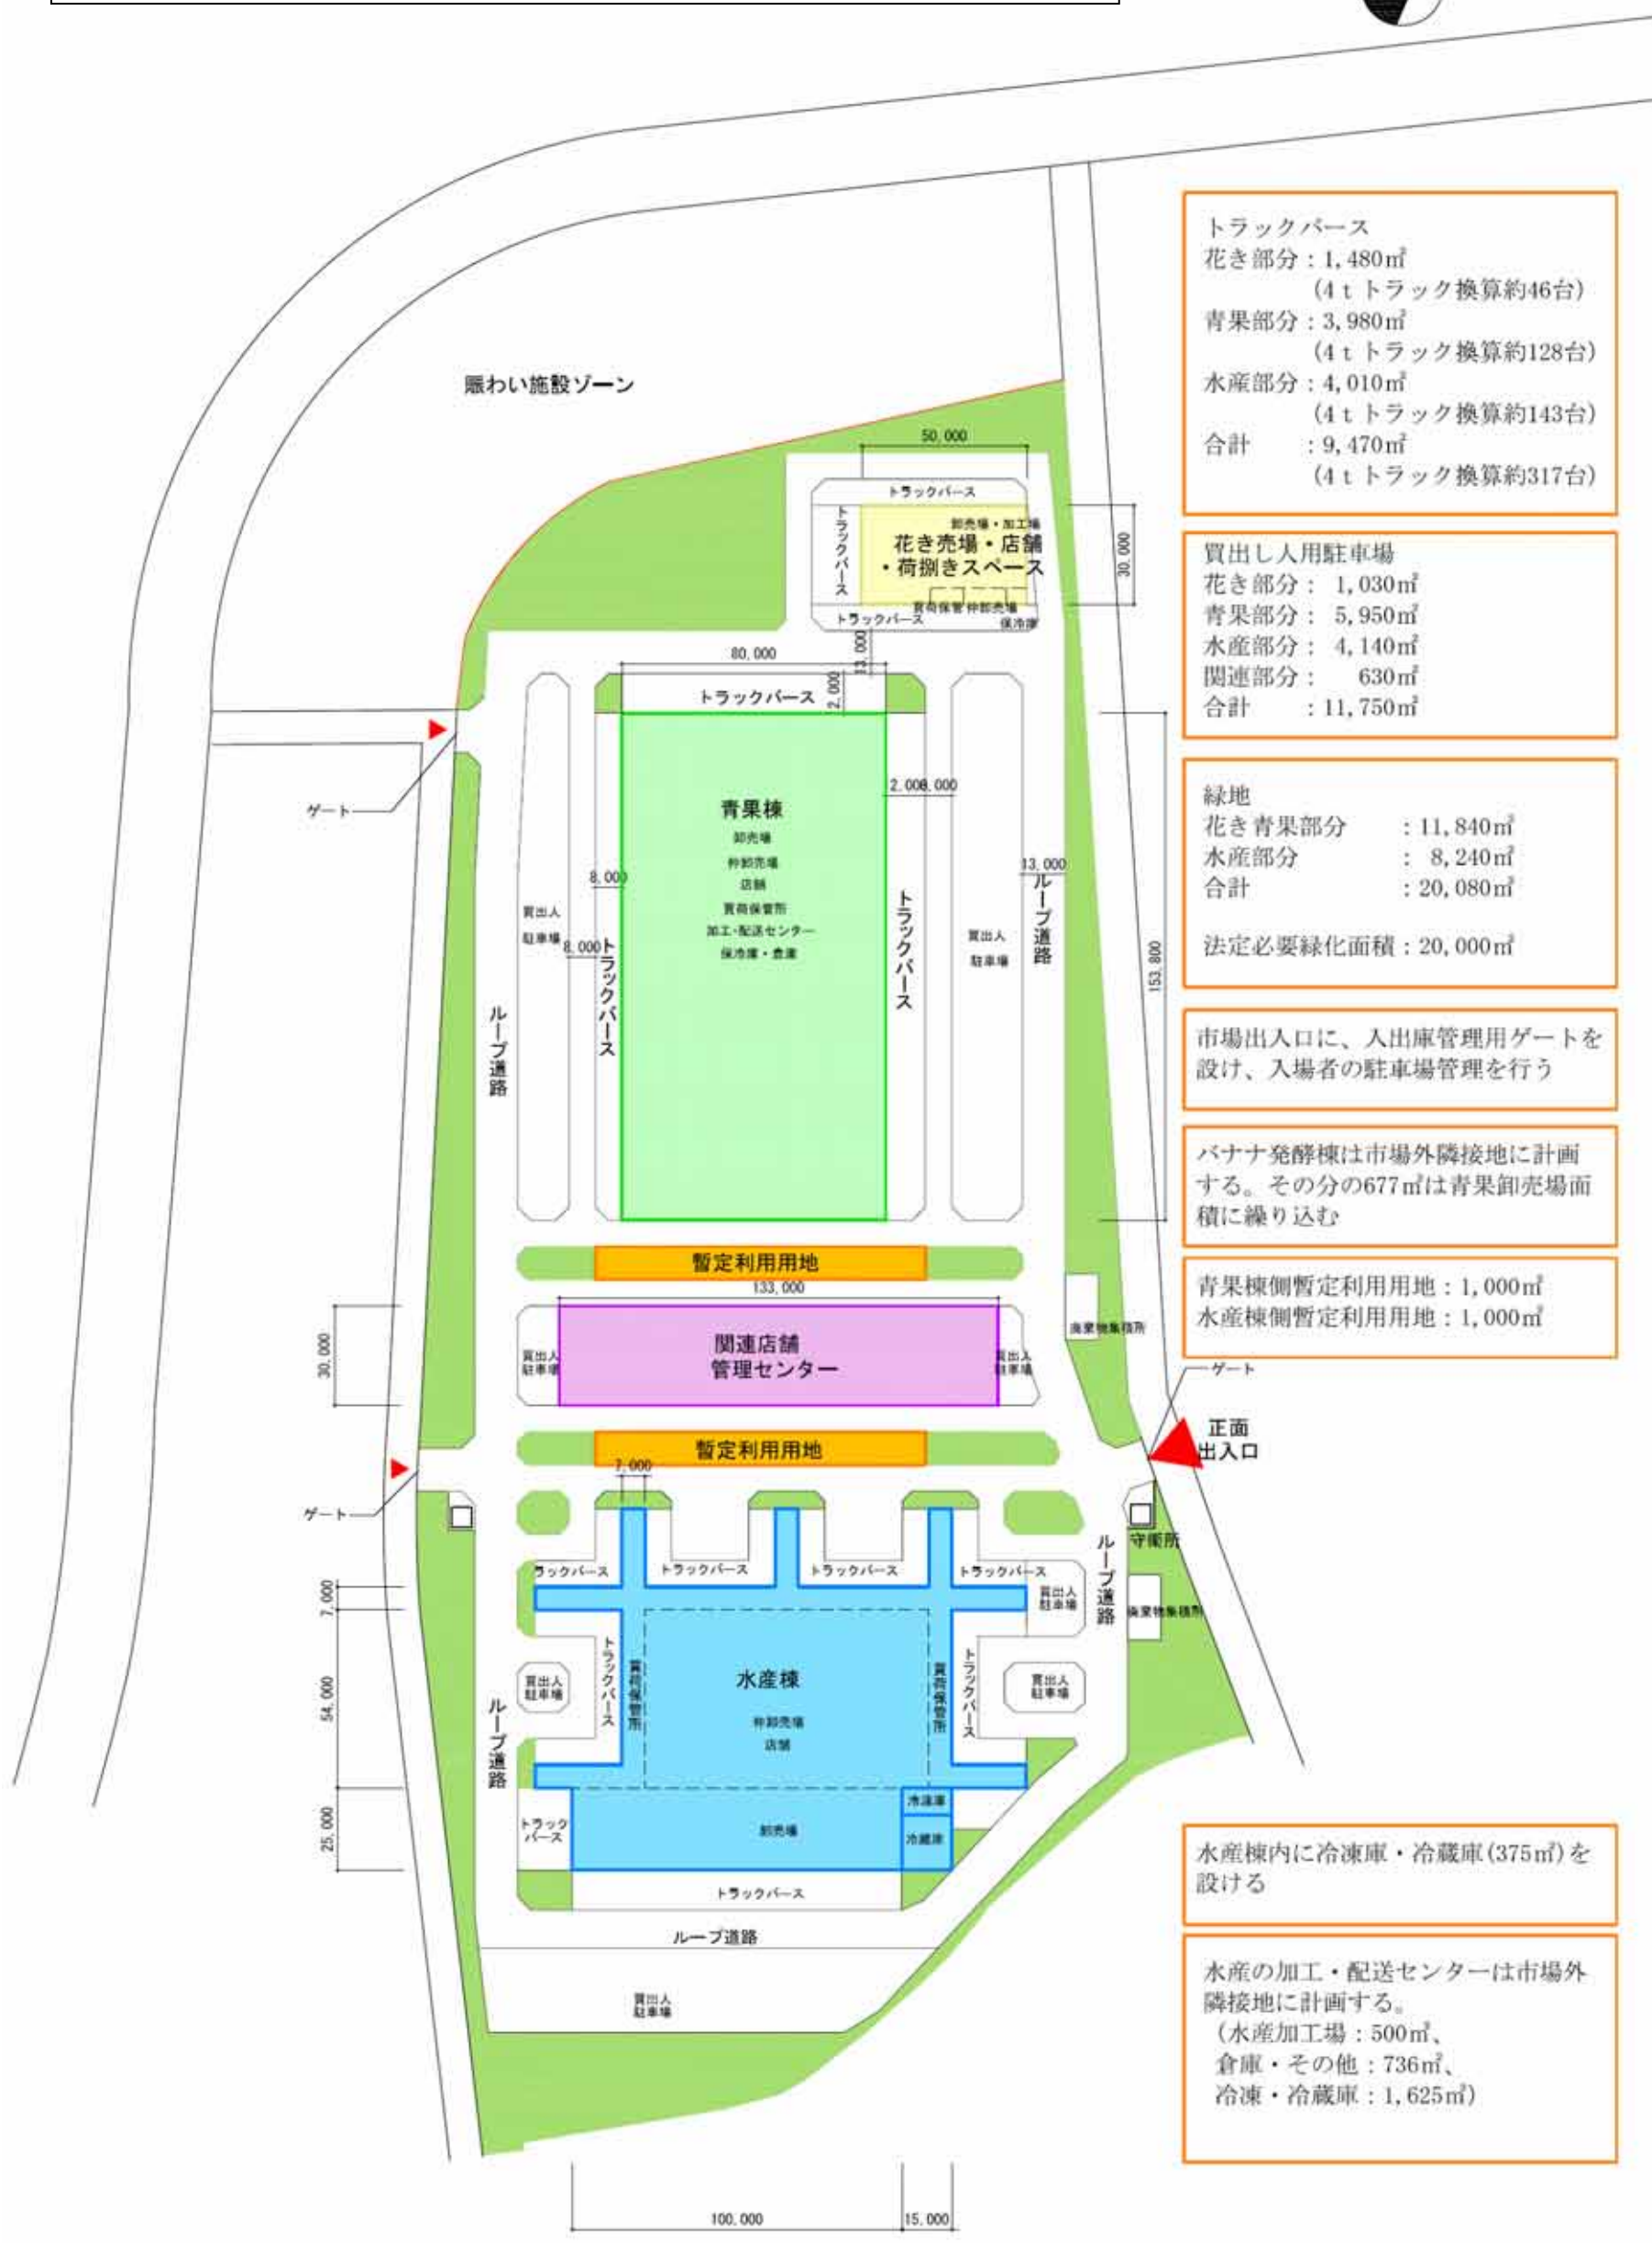 トラックバース
花き部分：1,480㎡
(4ｔトラック換算約46台)
青果部分：3,980㎡
(4ｔトラック換算約128台)
水産部分：4,010㎡
(4ｔトラック換算約143台)
合計　　：9,470㎡
(4ｔトラック換算約317台)
買出し人用駐車場
花き部分： 1,030㎡
青果部分： 5,950㎡
水産部分： 4,140㎡
関連部分： 630㎡
合計　　：11,750㎡
緑地
花き青果部分　　：11,840㎡
水産部分　　　　： 8,240㎡
合計　　　　　　：20,080㎡
法定必要緑化面積：20,000㎡
市場出入口に、入出庫管理用ゲートを
設け、入場者の駐車場管理を行う
バナナ発酵棟は市場外隣接地に計画
する。その分の677㎡は青果卸売場面
積に繰り込む
青果棟側暫定利用用地：1,000㎡
水産棟側暫定利用用地：1,000㎡
水産棟内に冷凍庫・冷蔵庫(375㎡)を
設ける
水産の加工・配送センターは市場外
隣接地に計画する。
（水産加工場：500㎡、
倉庫・その他：736㎡、
冷凍・冷蔵庫：1,625㎡）
賑わい施設ゾーン
50,000
トラックバース
トラックバース
卸売場・加工場
花き売場・店舗
・荷捌きスペース
買荷保管 仲卸売場
保冷庫
トラックバース
30,000
13,000
80,000
トラックバース
2,000
ゲート
青果棟
卸売場
仲卸売場
店舗
買荷保管所
加工・配送センター
保冷庫・倉庫
8,000
8,000
買出人
駐車場
トラックバース
ループ道路
トラックバース
買出人
駐車場
13,000
ループ道路
153,800
暫定利用用地
133,000
関連店舗
管理センター
買出人
駐車場
買出人
駐車場
30,000
廃棄物集積所
ゲート
正面
出入口
暫定利用用地
7,000
ゲート
守衛所
ループ道路
廃棄物集積所
ラックバース
トラックバース
トラックバース
トラックバース
買出人
駐車場
7,000
54,000
25,000
買出人
駐車場
トラックバース
買荷保管所
水産棟
仲卸売場
店舗
買荷保管所
トラックバース
買出人
駐車場
ループ道路
トラック
バース
卸売場
冷凍庫
冷蔵庫
トラックバース
ループ道路
買出人
駐車場
100,000
15,000